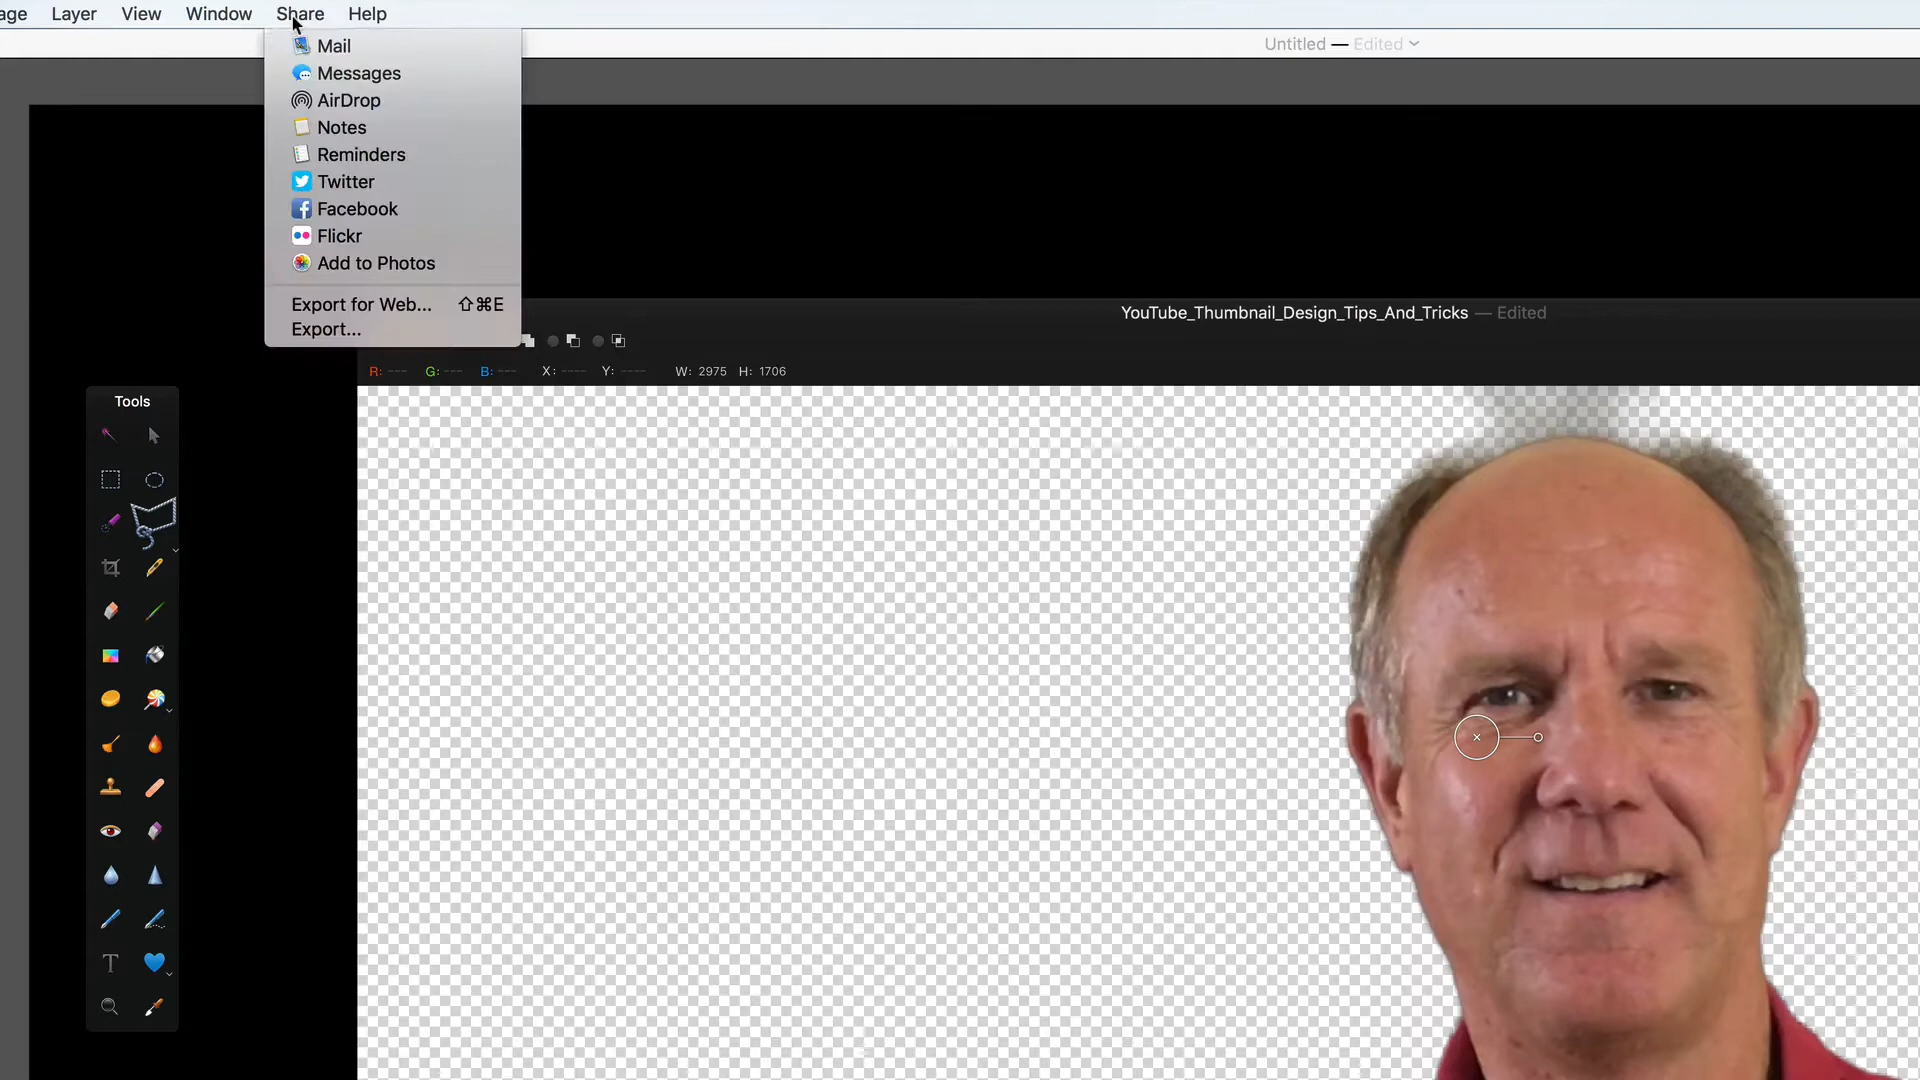 age Layer View Window Share Help
Untitled — Edited
Mail
Messages
AirDrop
Notes
Reminders
Twitter
Facebook
Flickr
Add to Photos
Export for Web... ⇧⌘E
Export...
YouTube_Thumbnail_Design_Tips_And_Tricks — Edited
R: --- G: --- B: --- X: ---- Y: ---- W: 2975 H: 1706
Tools